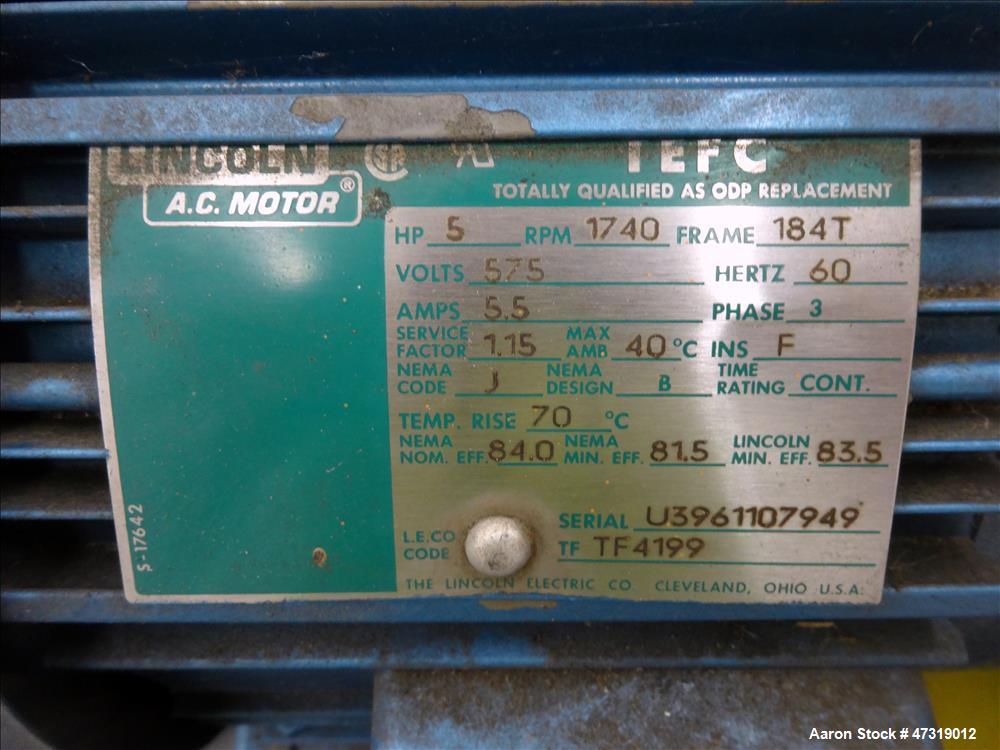 LINCOLN TEFC
A.C. MOTOR® TOTALLY QUALIFIED AS ODP REPLACEMENT
HP 5 RPM 1740 FRAME 184T
VOLTS 575 HERTZ 60
AMPS 5.5 PHASE 3
SERVICE FACTOR 1.15 MAX AMB 40 °C INS F
NEMA CODE J NEMA DESIGN B TIME RATING CONT.
TEMP. RISE 70 °C
NEMA NOM. EFF. 84.0 NEMA MIN. EFF. 81.5 LINCOLN MIN. EFF. 83.5
SERIAL U3961107949
L.E.CO. CODE TF TF4199
THE LINCOLN ELECTRIC CO. CLEVELAND, OHIO U.S.A.
S-17642
Aaron Stock # 47319012